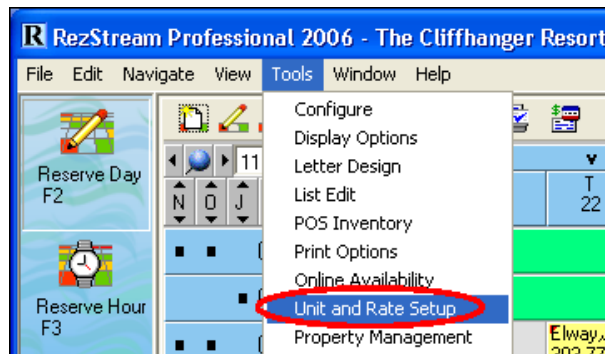 R RezStream Professional 2006 - The Cliffhanger Resort
File Edit Navigate View Tools Window Help
Configure
Display Options
Letter Design
List Edit
POS Inventory
Print Options
Online Availability
Unit and Rate Setup
Property Management
Reserve Day
F2
Reserve Hour
F3
11
N O J
T
22
Elway,